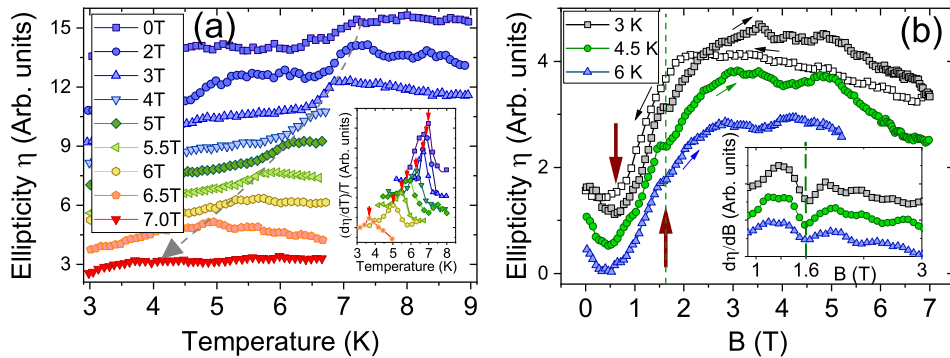 (a)
Ellipticity η (Arb. units)
15
12
9
6
3
0T
2T
3T
4T
5T
5.5T
6T
6.5T
7.0T
(dη/dT)/T (Arb. units)
3 4 5 6 7 8
Temperature (K)
3 4 5 6 7 8 9
Temperature (K)
(b)
Ellipticity η (Arb. units)
4
2
0
3 K
4.5 K
6 K
dη/dB (Arb. units)
1 1.6 3
B (T)
0 1 2 3 4 5 6 7
B (T)